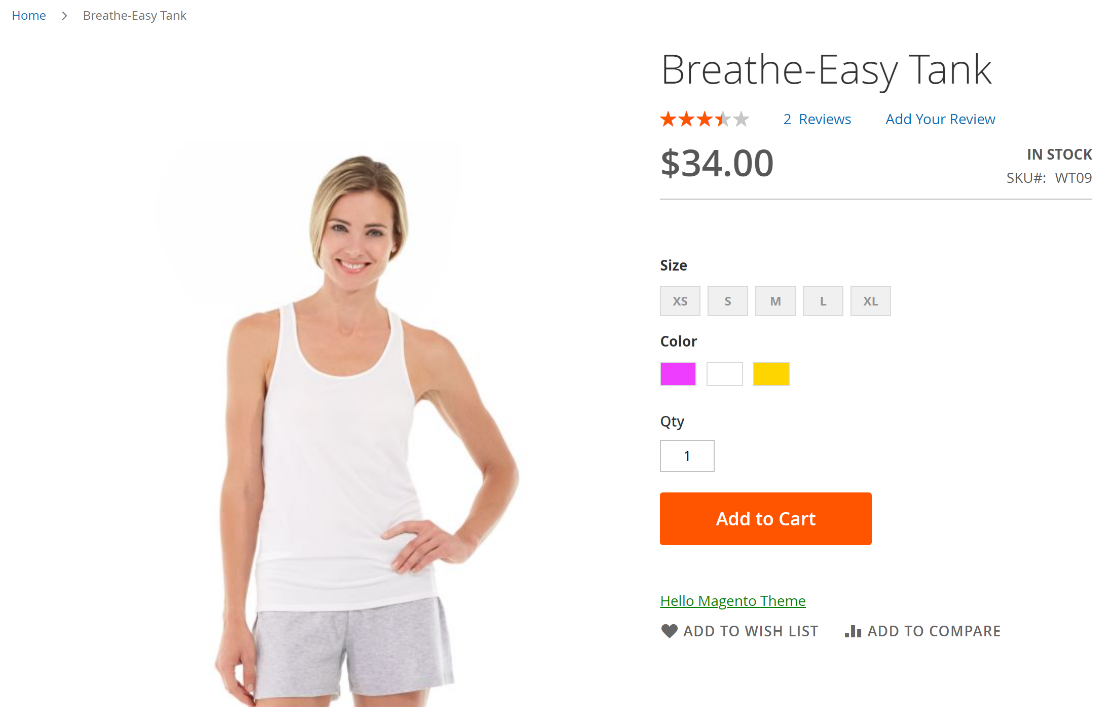 Home > Breathe-Easy Tank
Breathe-Easy Tank
2 Reviews Add Your Review
$34.00
IN STOCK
SKU#: WT09
Size
XS S M L XL
Color
Qty
1
Add to Cart
Hello Magento Theme
ADD TO WISH LIST ADD TO COMPARE